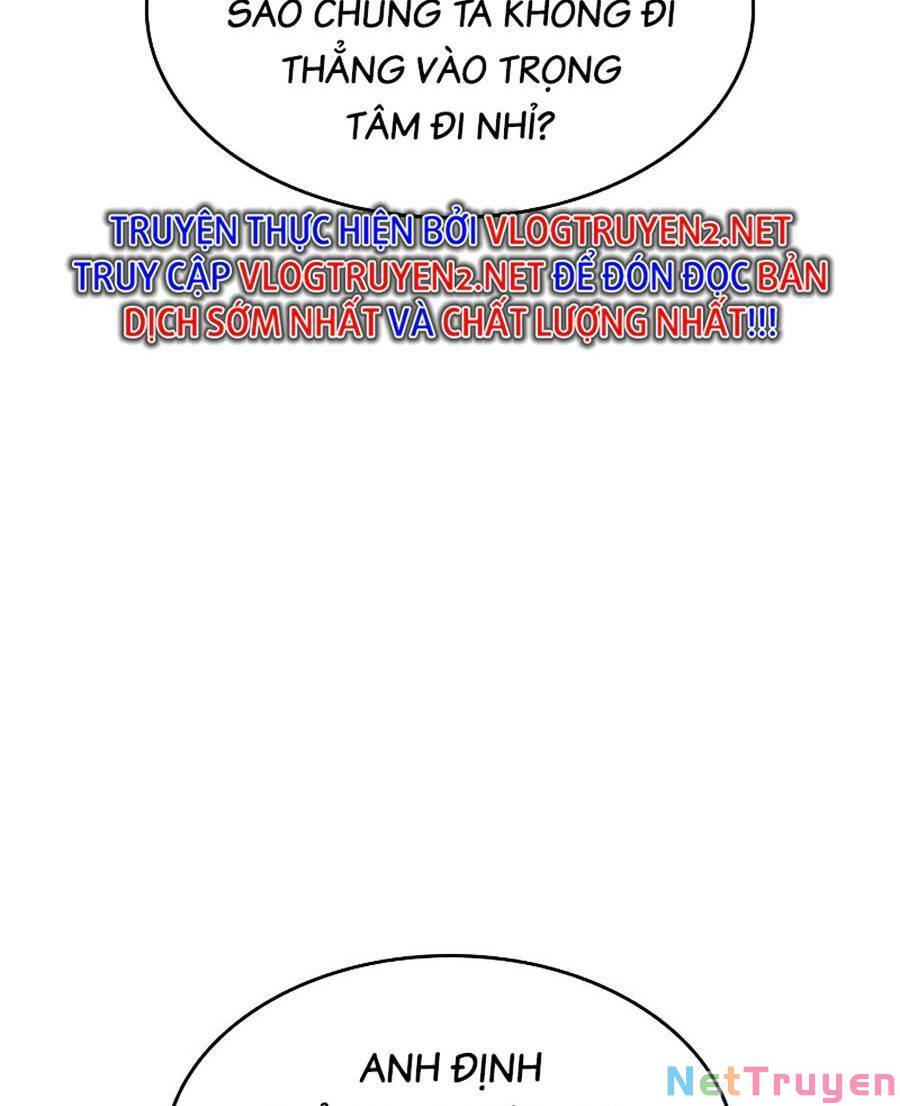 SAO CHÚNG TA KHÔNG ĐI
THẲNG VÀO TRỌNG
TÂM ĐI NHỈ?
TRUYỆN THỰC HIỆN BỞI VLOGTRUYEN2.NET
TRUY CẬP VLOGTRUYEN2.NET ĐỂ ĐÓN ĐỌC BẢN
DỊCH SỚM NHẤT VÀ CHẤT LƯỢNG NHẤT!!!
ANH ĐỊNH
NetTruyen